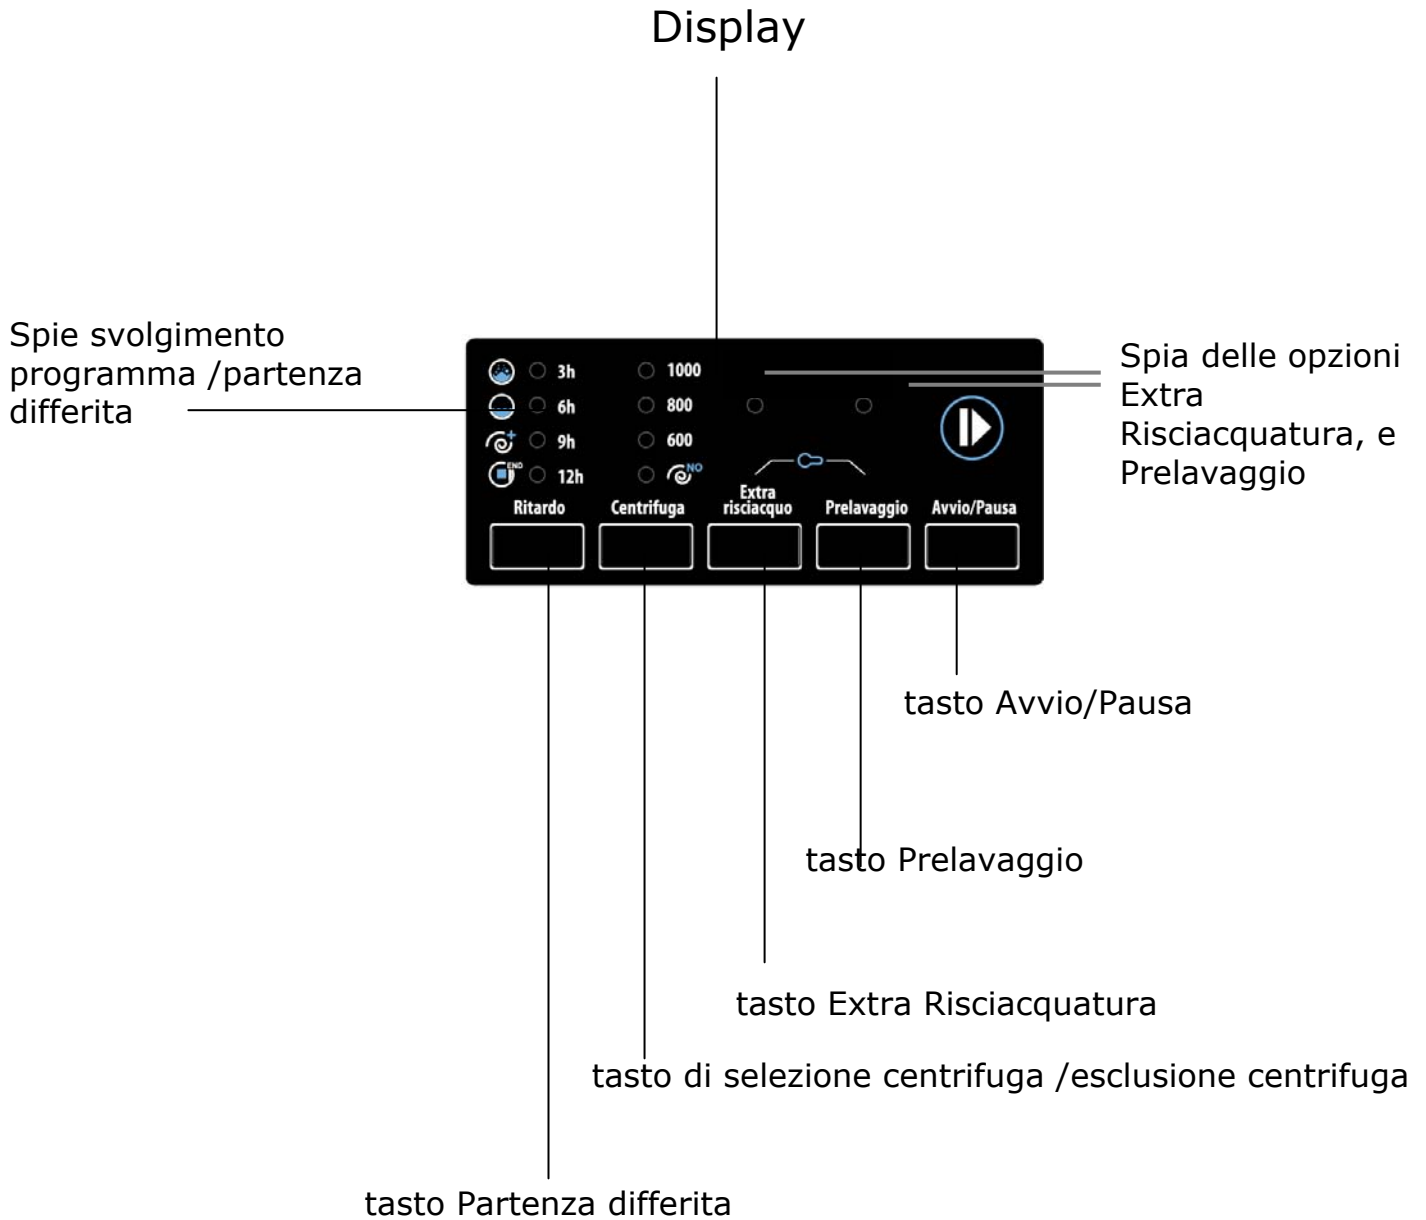 Display
Spie svolgimento
programma /partenza
differita
3h
6h
9h
END
12h
1000
800
600
NO
Ritardo
Centrifuga
Extra
risciacquo
Prelavaggio
Avvio/Pausa
Spia delle opzioni
Extra
Risciacquatura, e
Prelavaggio
tasto Avvio/Pausa
tasto Prelavaggio
tasto Extra Risciacquatura
tasto di selezione centrifuga /esclusione centrifuga
tasto Partenza differita